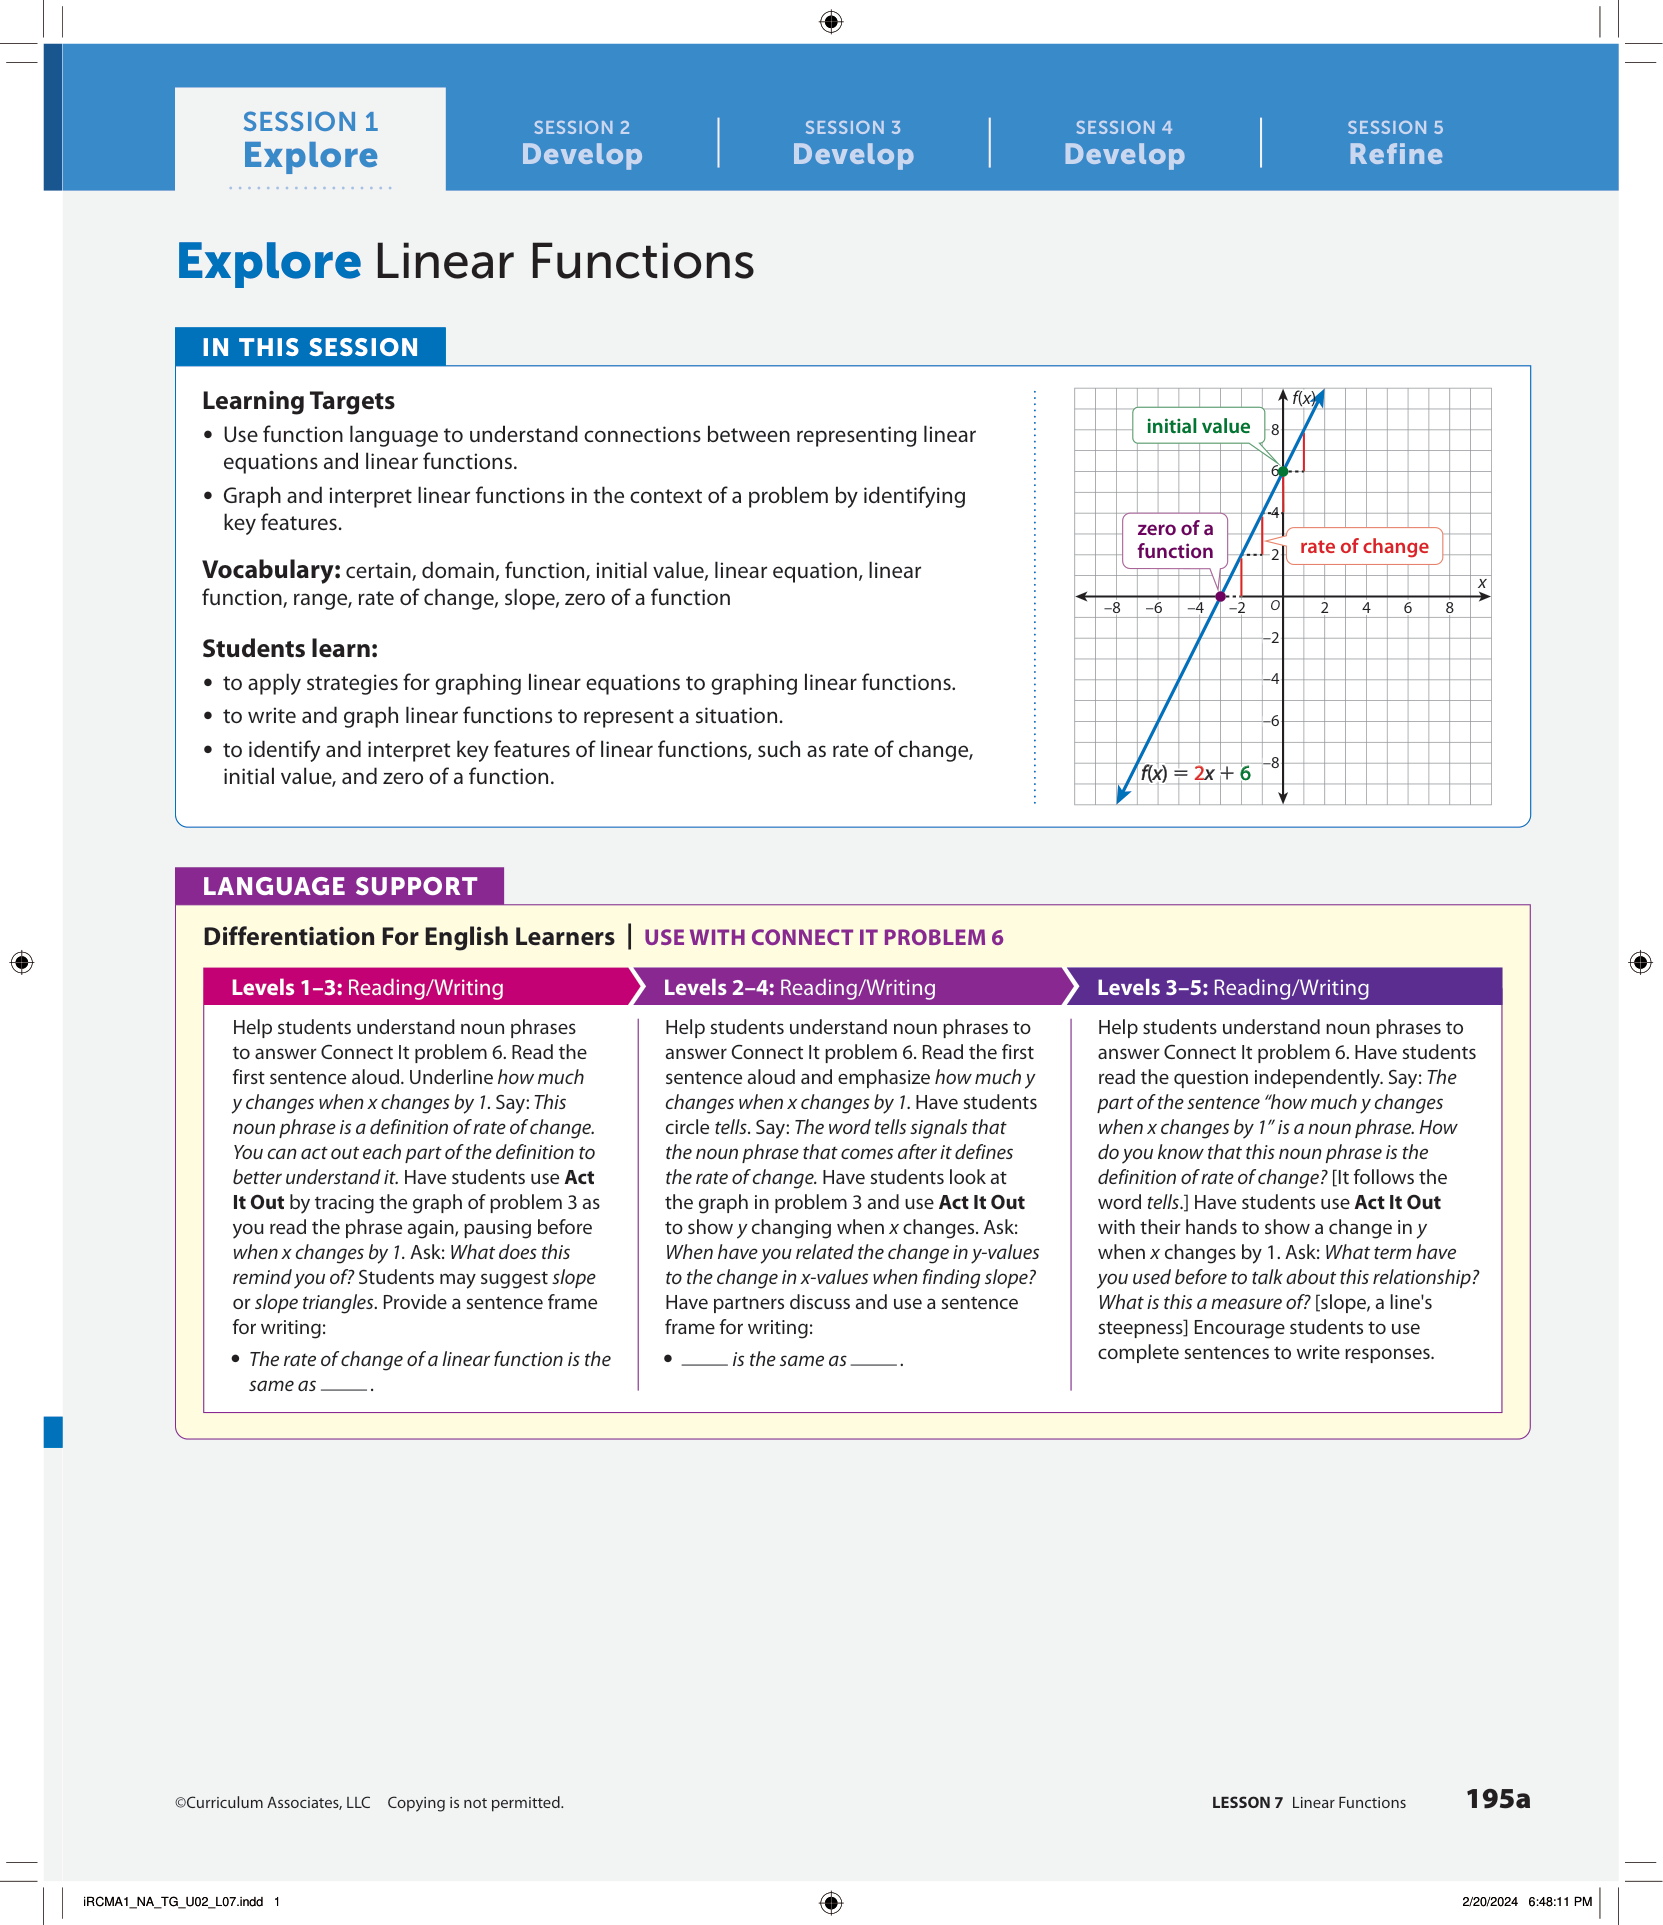 SESSION 1
Explore
SESSION 2
Develop
SESSION 3
Develop
SESSION 4
Develop
SESSION 5
Refine
Explore Linear Functions
IN THIS SESSION
Learning Targets
• Use function language to understand connections between representing linear
equations and linear functions.
• Graph and interpret linear functions in the context of a problem by identifying
key features.
Vocabulary: certain, domain, function, initial value, linear equation, linear
function, range, rate of change, slope, zero of a function
Students learn:
• to apply strategies for graphing linear equations to graphing linear functions.
• to write and graph linear functions to represent a situation.
• to identify and interpret key features of linear functions, such as rate of change,
initial value, and zero of a function.
f(x)
initial value
8
6
4
zero of a
function
rate of change
2
x
–8 –6 –4 –2 O 2 4 6 8
–2
–4
–6
–8
f(x) = 2x + 6
LANGUAGE SUPPORT
Differentiation For English Learners | USE WITH CONNECT IT PROBLEM 6
Levels 1–3: Reading/Writing
Help students understand noun phrases
to answer Connect It problem 6. Read the
first sentence aloud. Underline how much
y changes when x changes by 1. Say: This
noun phrase is a definition of rate of change.
You can act out each part of the definition to
better understand it. Have students use Act
It Out by tracing the graph of problem 3 as
you read the phrase again, pausing before
when x changes by 1. Ask: What does this
remind you of? Students may suggest slope
or slope triangles. Provide a sentence frame
for writing:
• The rate of change of a linear function is the
same as _____ .
Levels 2–4: Reading/Writing
Help students understand noun phrases to
answer Connect It problem 6. Read the first
sentence aloud and emphasize how much y
changes when x changes by 1. Have students
circle tells. Say: The word tells signals that
the noun phrase that comes after it defines
the rate of change. Have students look at
the graph in problem 3 and use Act It Out
to show y changing when x changes. Ask:
When have you related the change in y-values
to the change in x-values when finding slope?
Have partners discuss and use a sentence
frame for writing:
• _____ is the same as _____ .
Levels 3–5: Reading/Writing
Help students understand noun phrases to
answer Connect It problem 6. Have students
read the question independently. Say: The
part of the sentence “how much y changes
when x changes by 1” is a noun phrase. How
do you know that this noun phrase is the
definition of rate of change? [It follows the
word tells.] Have students use Act It Out
with their hands to show a change in y
when x changes by 1. Ask: What term have
you used before to talk about this relationship?
What is this a measure of? [slope, a line's
steepness] Encourage students to use
complete sentences to write responses.
©Curriculum Associates, LLC Copying is not permitted.
LESSON 7 Linear Functions 195a
iRCMA1_NA_TG_U02_L07.indd 1
2/20/2024 6:48:11 PM